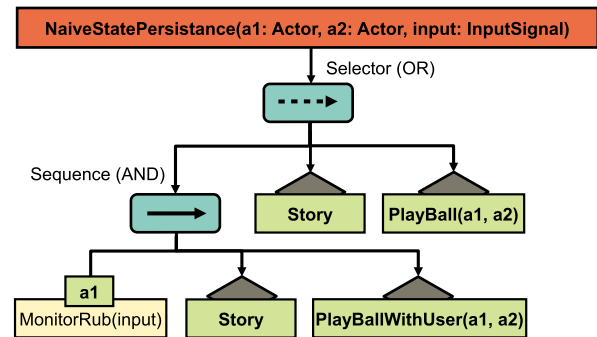 NaiveStatePersistance(a1: Actor, a2: Actor, input: InputSignal)
Selector (OR)
Sequence (AND)
Story
PlayBall(a1, a2)
a1
MonitorRub(input)
Story
PlayBallWithUser(a1, a2)